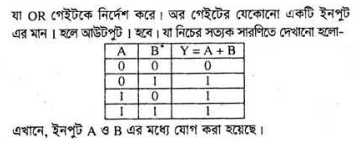 যা OR গেইটকে নির্দেশ করে। অর গেইটের যেকোনো একটি ইনপুট
এর মান 1 হলে আউটপুট 1 হবে। যা নিচের সত্যক সারণিতে দেখানো হলো-
A B* Y = A + B
0 0 0
0 1 1
1 0 1
1 1 1
এখানে, ইনপুট A ও B এর মধ্যে যোগ করা হয়েছে।